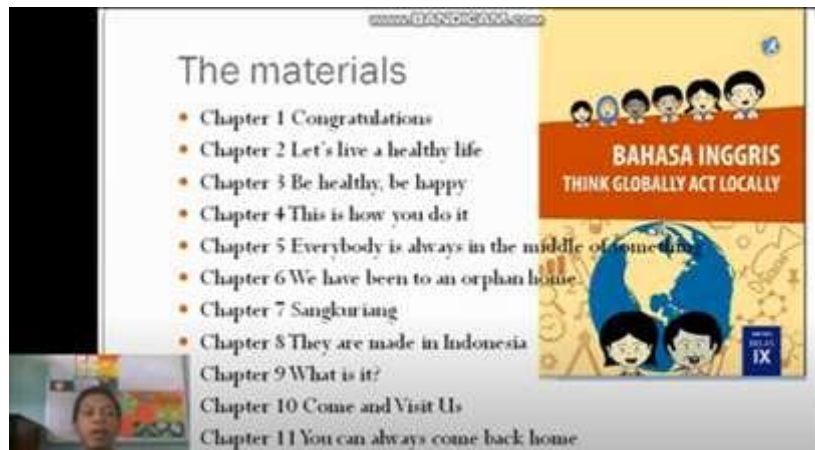 www.BANDICAM.com
The materials
Chapter 1 Congratulations
Chapter 2 Let's live a healthy life
Chapter 3 Be healthy, be happy
Chapter 4 This is how you do it
Chapter 5 Everybody is always in the middle of something
Chapter 6 We have been to an orphan home
Chapter 7 Sangkuriang
Chapter 8 They are made in Indonesia
Chapter 9 What is it?
Chapter 10 Come and Visit Us
Chapter 11 You can always come back home
BAHASA INGGRIS
THINK GLOBALLY ACT LOCALLY
KELAS
IX